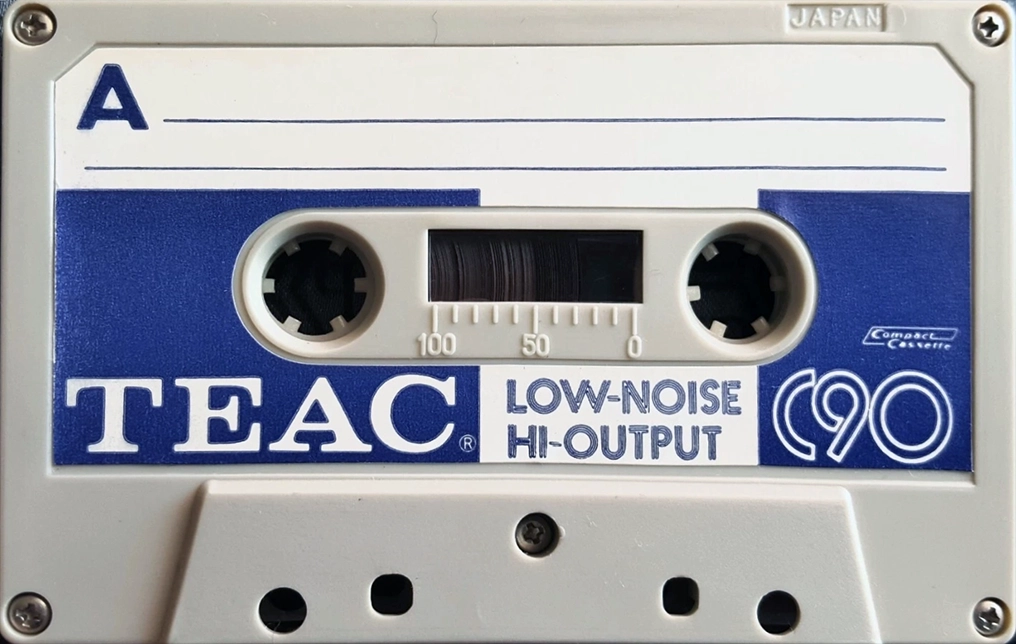 JAPAN
A
100 50 0
Compact
Cassette
TEAC®
LOW-NOISE
HI-OUTPUT
C90